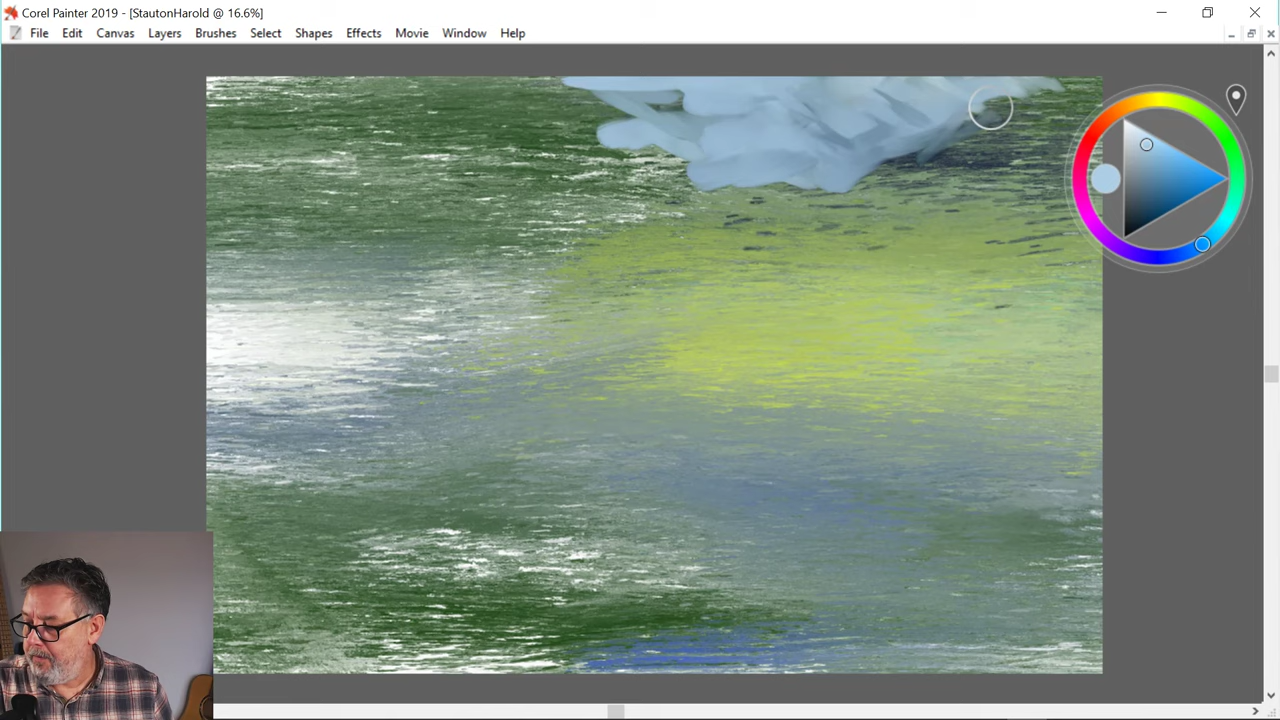 Corel Painter 2019 - [StautonHarold @ 16.6%]
File Edit Canvas Layers Brushes Select Shapes Effects Movie Window Help